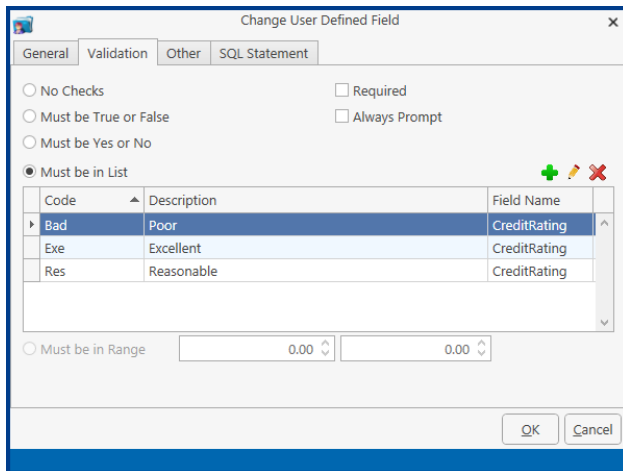 Change User Defined Field
General Validation Other SQL Statement
No Checks Required
Must be True or False Always Prompt
Must be Yes or No
Must be in List
Code Description Field Name
Bad Poor CreditRating
Exe Excellent CreditRating
Res Reasonable CreditRating
Must be in Range 0.00 0.00
OK Cancel